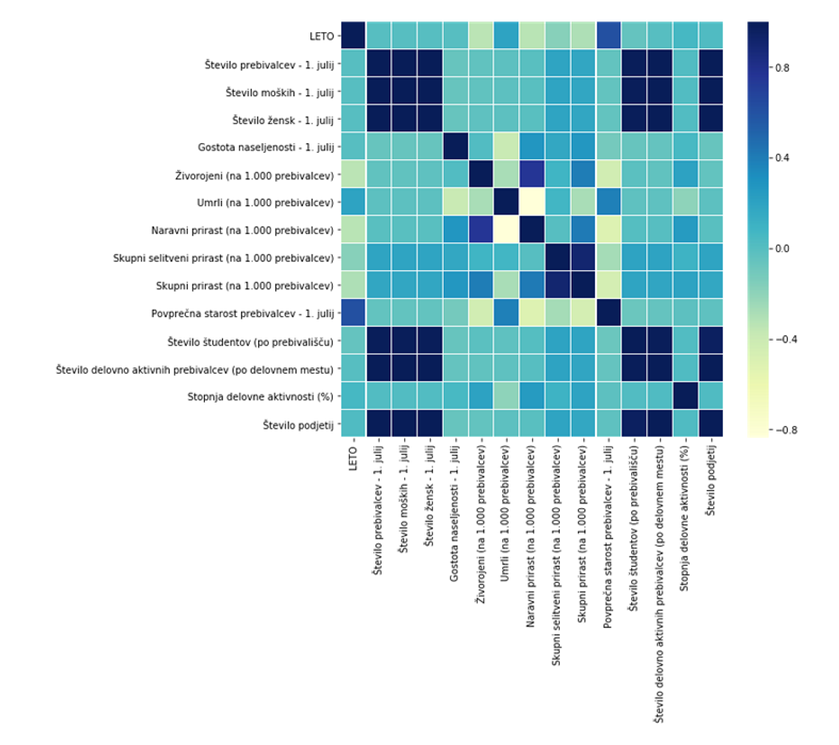 LETO
Število prebivalcev - 1. julij
Število moških - 1. julij
Število žensk - 1. julij
Gostota naseljenosti - 1. julij
Živorojeni (na 1.000 prebivalcev)
Umrli (na 1.000 prebivalcev)
Naravni prirast (na 1.000 prebivalcev)
Skupni selitveni prirast (na 1.000 prebivalcev)
Skupni prirast (na 1.000 prebivalcev)
Povprečna starost prebivalcev - 1. julij
Število študentov (po prebivališču)
Število delovno aktivnih prebivalcev (po delovnem mestu)
Stopnja delovne aktivnosti (%)
Število podjetij
0.8
0.4
0.0
−0.4
−0.8
LETO
Število prebivalcev - 1. julij
Število moških - 1. julij
Število žensk - 1. julij
Gostota naseljenosti - 1. julij
Živorojeni (na 1.000 prebivalcev)
Umrli (na 1.000 prebivalcev)
Naravni prirast (na 1.000 prebivalcev)
Skupni selitveni prirast (na 1.000 prebivalcev)
Skupni prirast (na 1.000 prebivalcev)
Povprečna starost prebivalcev - 1. julij
Število študentov (po prebivališču)
Število delovno aktivnih prebivalcev (po delovnem mestu)
Stopnja delovne aktivnosti (%)
Število podjetij